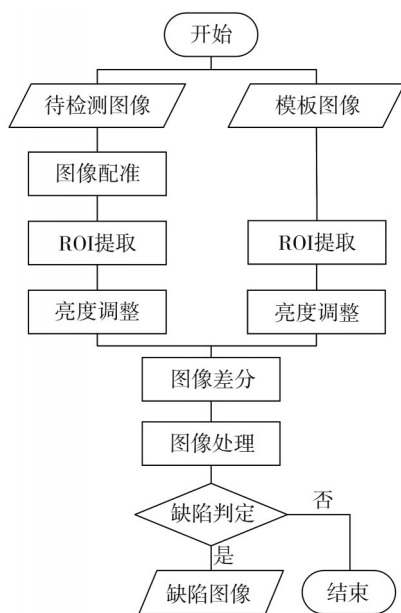 开始
待检测图像
模板图像
图像配准
ROI提取
ROI提取
亮度调整
亮度调整
图像差分
图像处理
缺陷判定
否
是
缺陷图像
结束